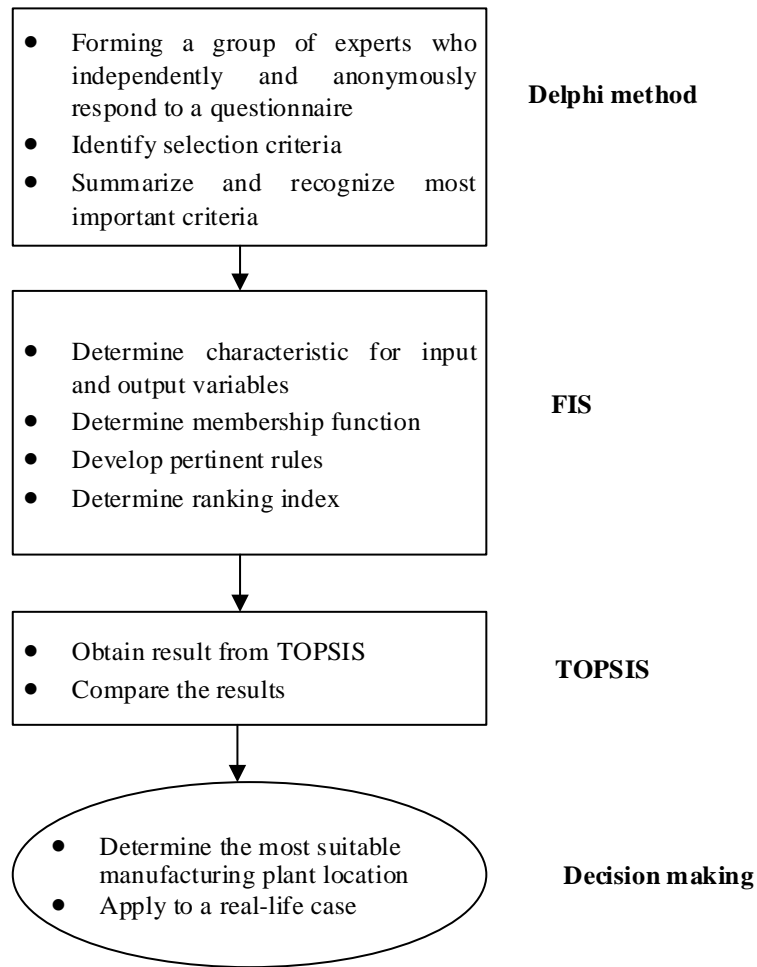 ● Forming a group of experts who
independently and anonymously
respond to a questionnaire
● Identify selection criteria
● Summarize and recognize most
important criteria
Delphi method
● Determine characteristic for input
and output variables
● Determine membership function
● Develop pertinent rules
● Determine ranking index
FIS
● Obtain result from TOPSIS
● Compare the results
TOPSIS
● Determine the most suitable
manufacturing plant location
● Apply to a real-life case
Decision making